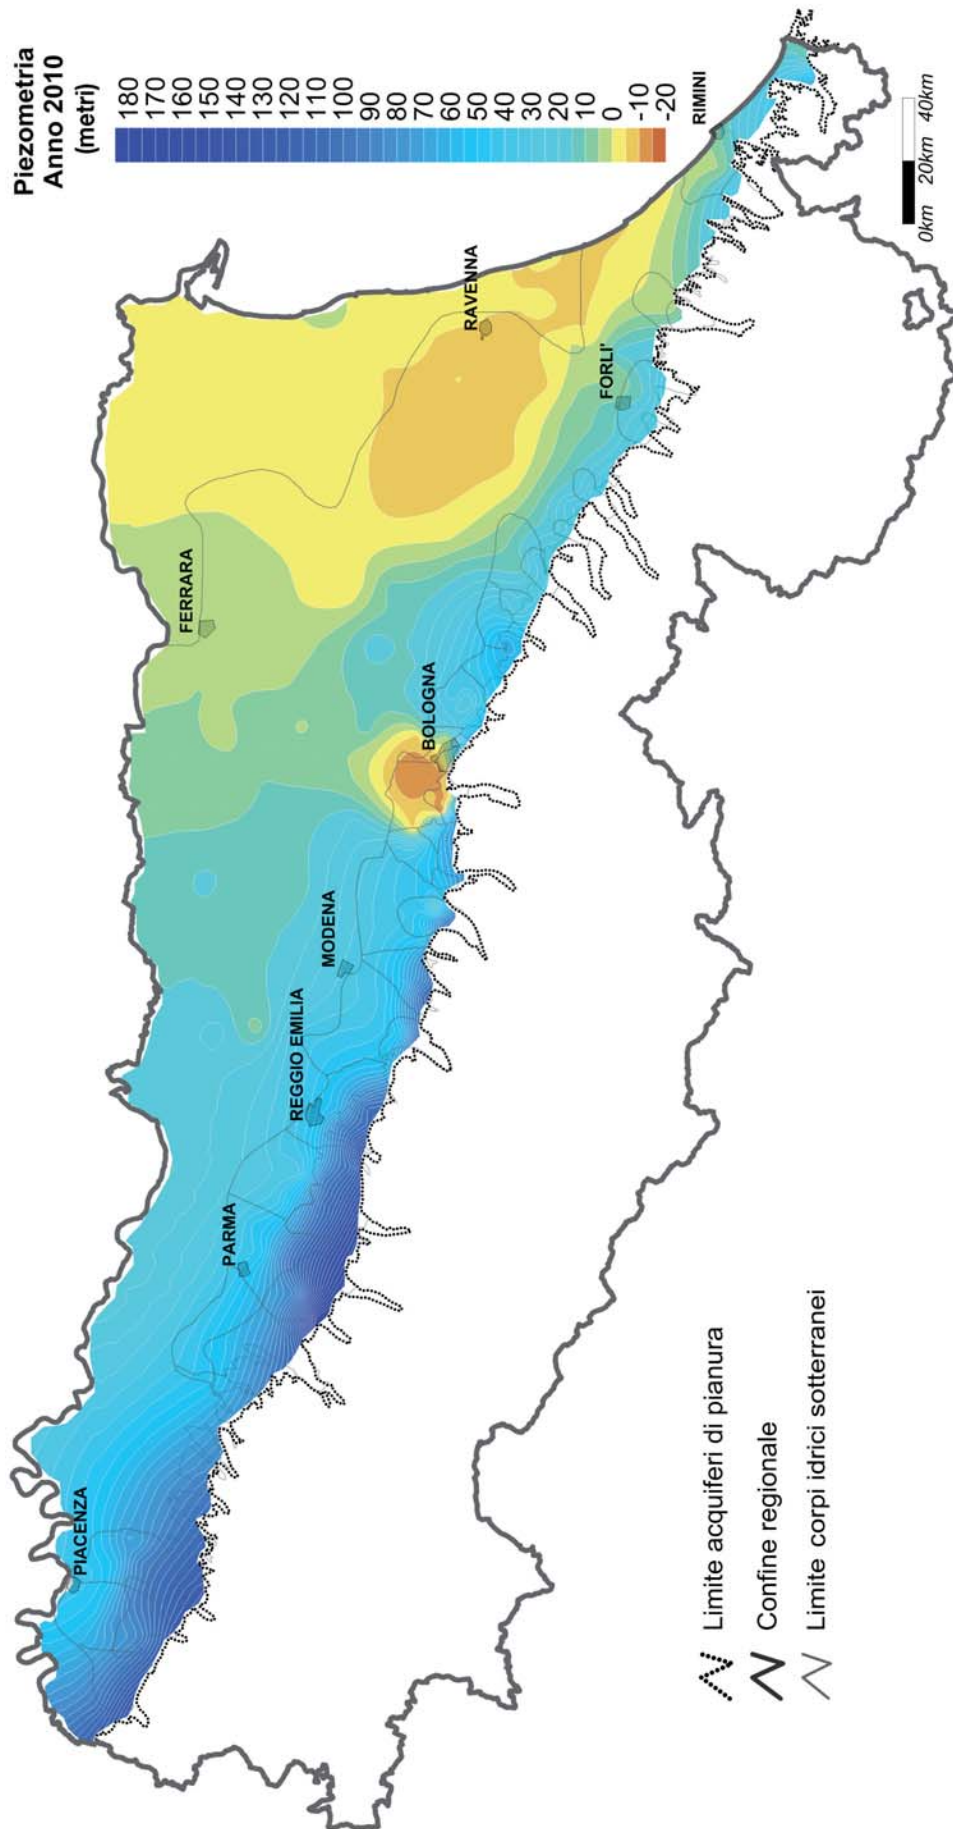 Piezometria
Anno 2010
(metri)
180
170
160
150
140
130
120
110
100
90
80
70
60
50
40
30
20
10
0
-10
-20
PIACENZA
PARMA
REGGIO EMILIA
MODENA
BOLOGNA
FERRARA
RAVENNA
FORLI'
RIMINI
Limite acquiferi di pianura
Confine regionale
Limite corpi idrici sotterranei
0km 20km 40km